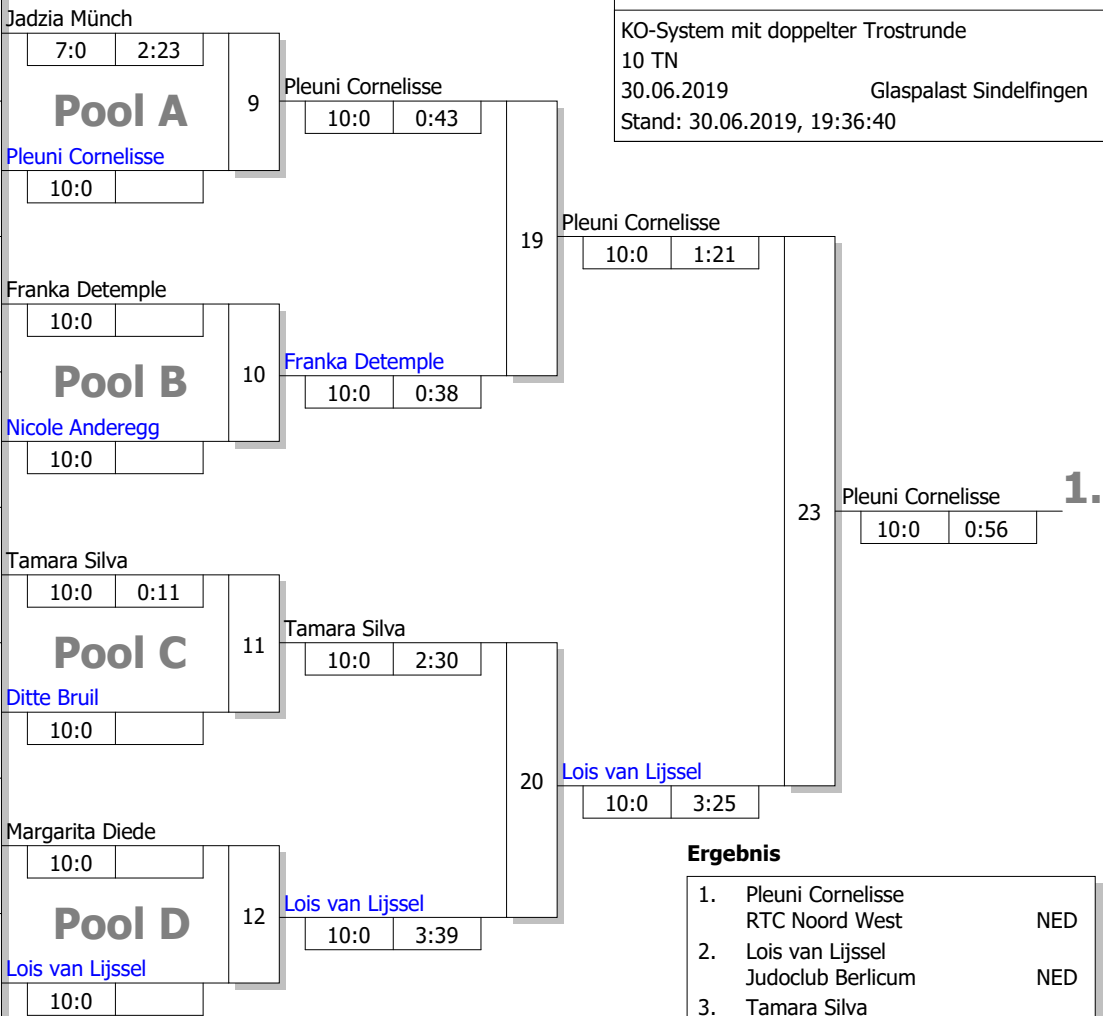 Jadzia Münch
7:0 2:23
Pool A
9
Pleuni Cornelisse
10:0
Pleuni Cornelisse
10:0 0:43
19
Franka Detemple
10:0
Pool B
10
Nicole Anderegg
10:0
Franka Detemple
10:0 0:38
Pleuni Cornelisse
10:0 1:21
Tamara Silva
10:0 0:11
Pool C
11
Ditte Bruil
10:0
Tamara Silva
10:0 2:30
20
Margarita Diede
10:0
Pool D
12
Lois van Lijssel
10:0
Lois van Lijssel
10:0 3:39
Lois van Lijssel
10:0 3:25
23
Pleuni Cornelisse
10:0 0:56
1.
KO-System mit doppelter Trostrunde
10 TN
30.06.2019 Glaspalast Sindelfingen
Stand: 30.06.2019, 19:36:40
Ergebnis
1. Pleuni Cornelisse
RTC Noord West NED
2. Lois van Lijssel
Judoclub Berlicum NED
3. Tamara Silva